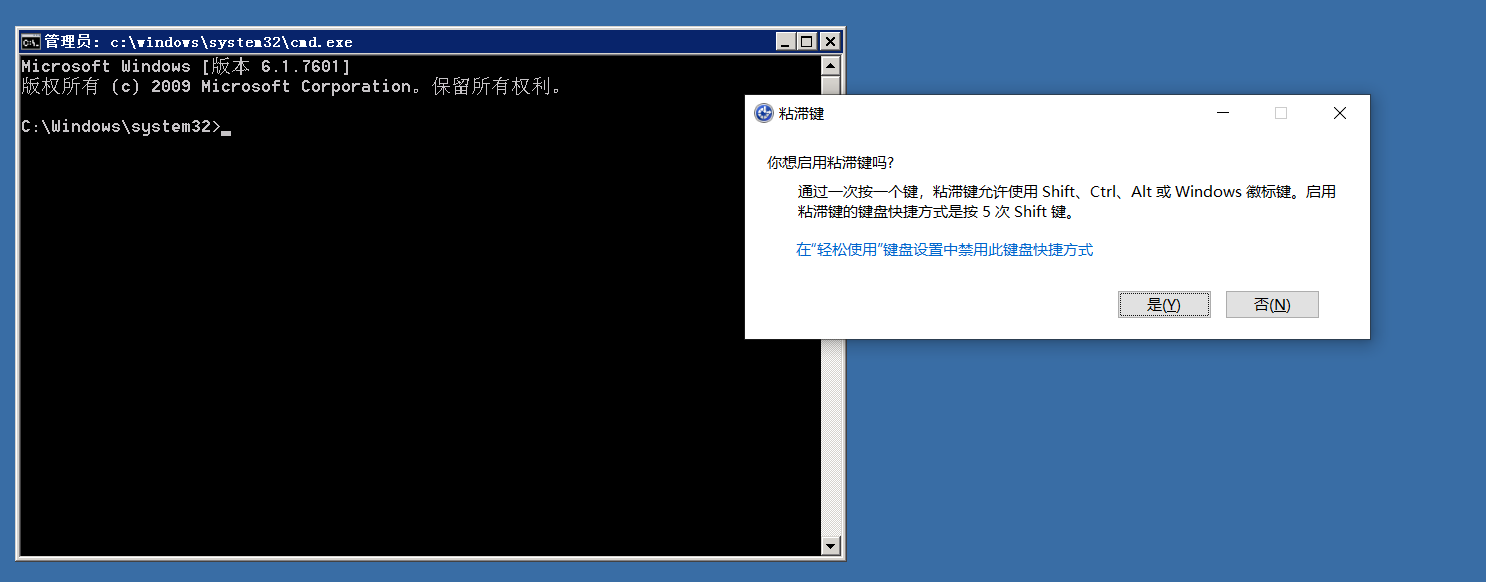 管理员: c:\windows\system32\cmd.exe
Microsoft Windows [版本 6.1.7601]
版权所有 (c) 2009 Microsoft Corporation。保留所有权利。
C:\Windows\system32>
粘滞键
你想启用粘滞键吗?
通过一次按一个键，粘滞键允许使用 Shift、Ctrl、Alt 或 Windows 徽标键。启用
粘滞键的键盘快捷方式是按 5 次 Shift 键。
在"轻松使用"键盘设置中禁用此键盘快捷方式
是(Y) 否(N)